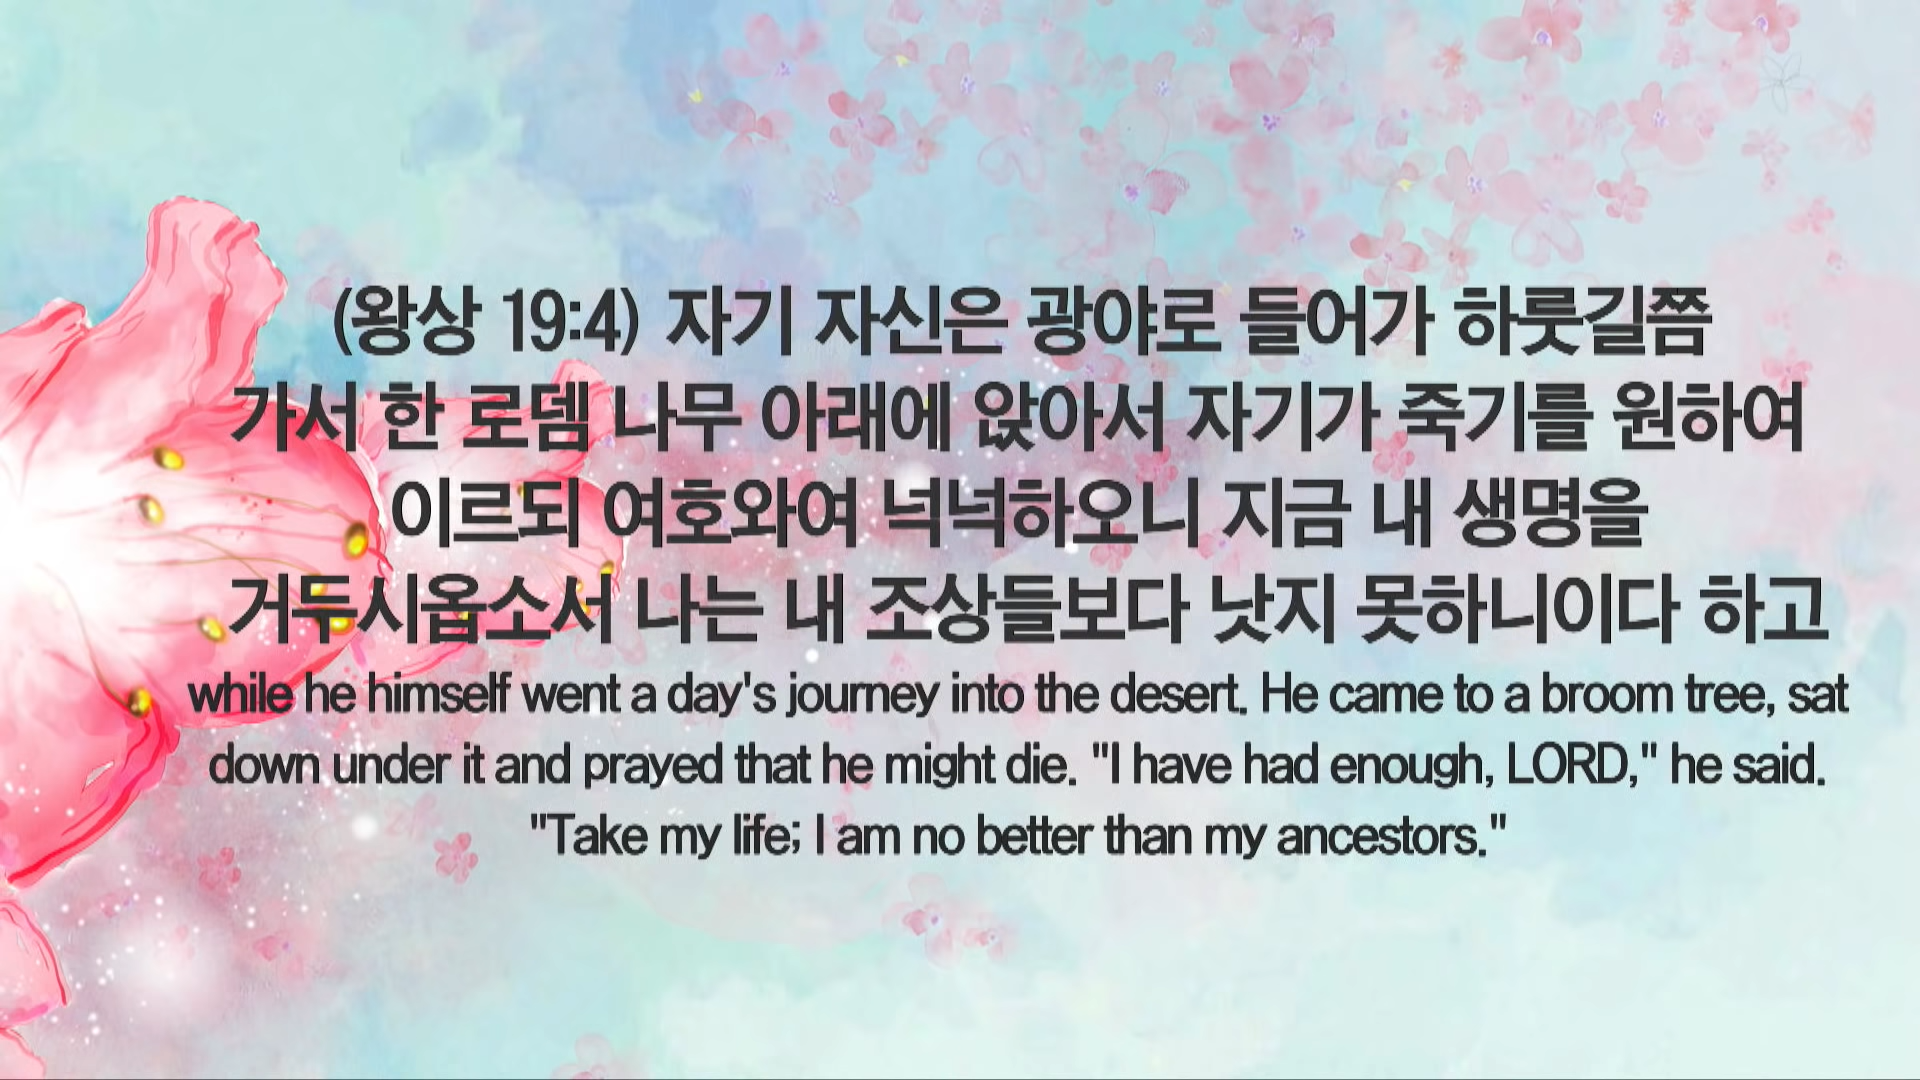 (왕상 19:4) 자기 자신은 광야로 들어가 하룻길쯤
가서 한 로뎀 나무 아래에 앉아서 자기가 죽기를 원하여
이르되 여호와여 넉넉하오니 지금 내 생명을
거두시옵소서 나는 내 조상들보다 낫지 못하니이다 하고
while he himself went a day's journey into the desert. He came to a broom tree, sat
down under it and prayed that he might die. "I have had enough, LORD," he said.
"Take my life; I am no better than my ancestors."